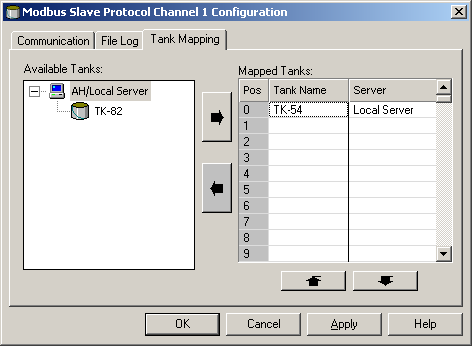 Modbus Slave Protocol Channel 1 Configuration
Communication File Log Tank Mapping
Available Tanks:
AH/Local Server
TK-82
Mapped Tanks:
Pos Tank Name Server
0 TK-54 Local Server
1
2
3
4
5
6
7
8
9
OK Cancel Apply Help